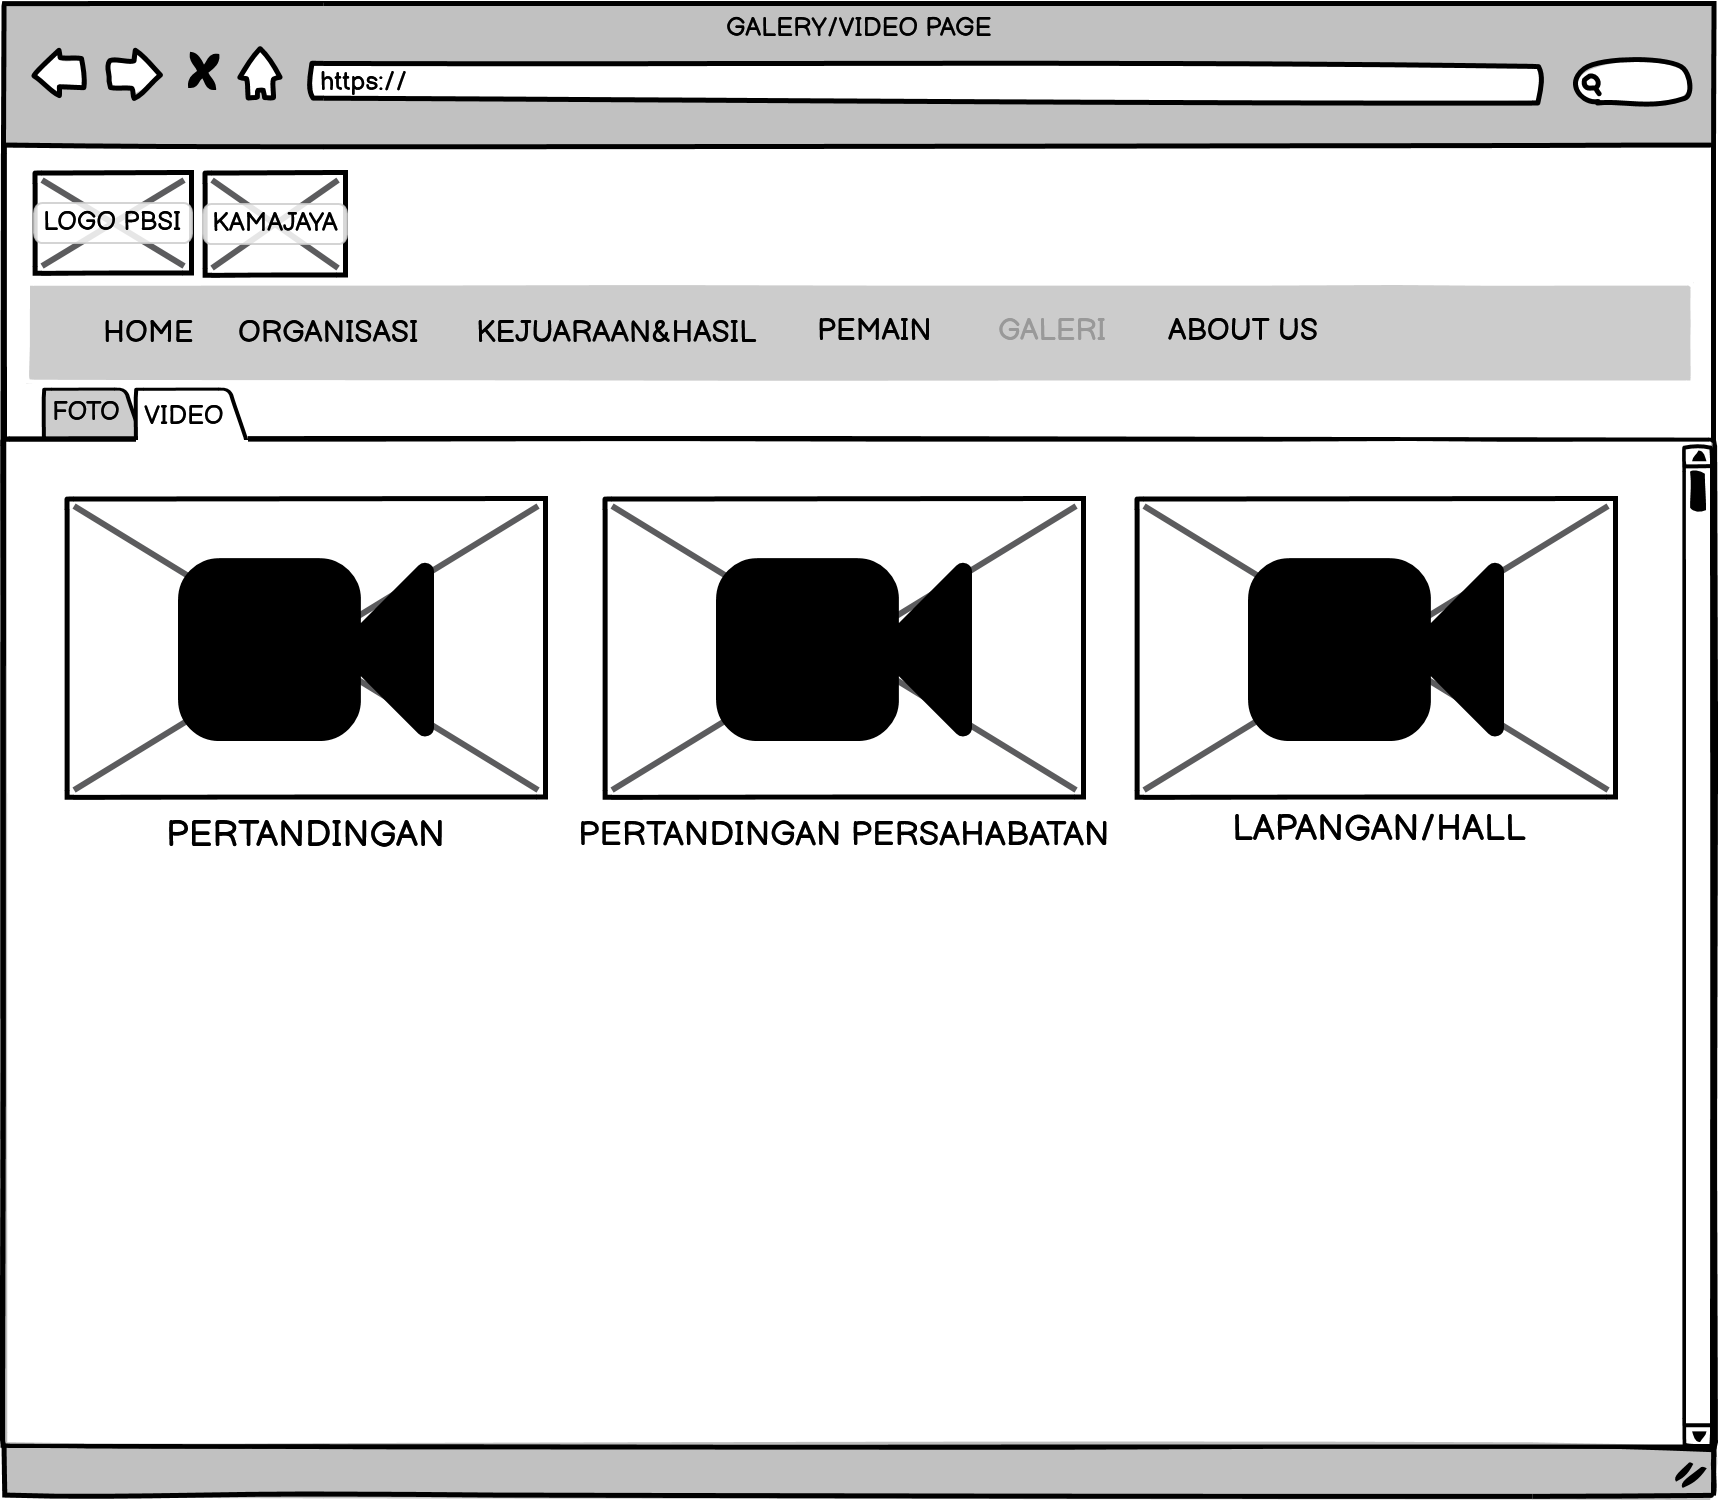 GALERY/VIDEO PAGE
https://
LOGO PBSI KAMAJAYA
HOME ORGANISASI KEJUARAAN&HASIL PEMAIN GALERI ABOUT US
FOTO VIDEO
PERTANDINGAN PERTANDINGAN PERSAHABATAN LAPANGAN/HALL